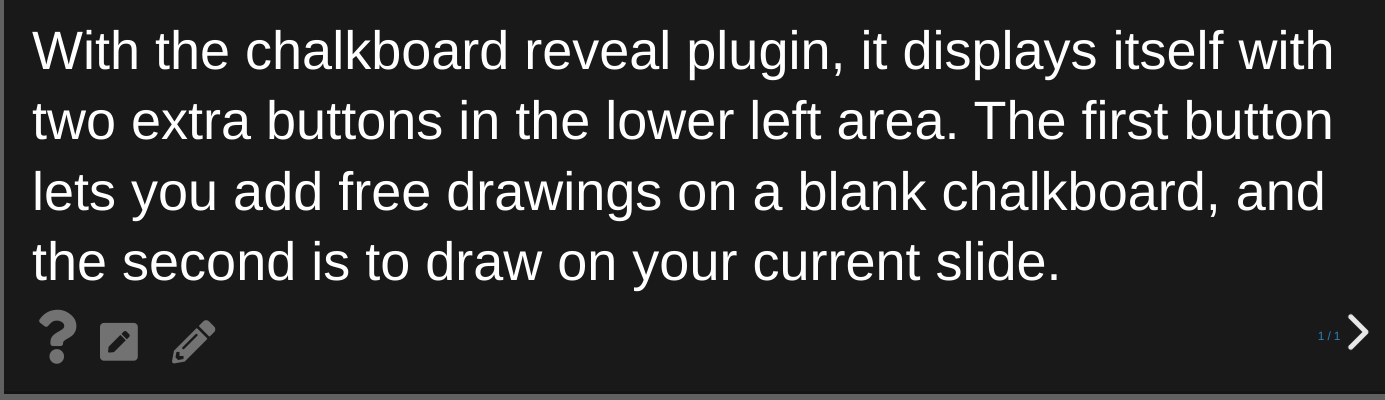 With the chalkboard reveal plugin, it displays itself with
two extra buttons in the lower left area. The first button
lets you add free drawings on a blank chalkboard, and
the second is to draw on your current slide.
?
1 / 1